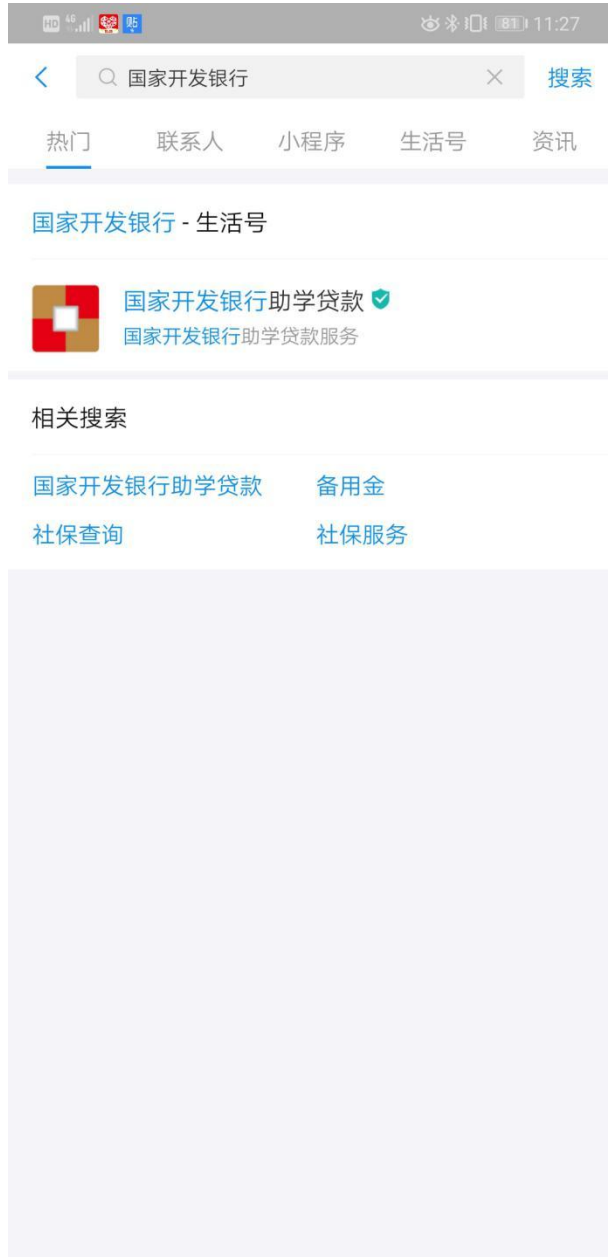 HD 4G 贴 81 11:27
国家开发银行 搜索
热门 联系人 小程序 生活号 资讯
国家开发银行 - 生活号
国家开发银行助学贷款
国家开发银行助学贷款服务
相关搜索
国家开发银行助学贷款 备用金
社保查询 社保服务